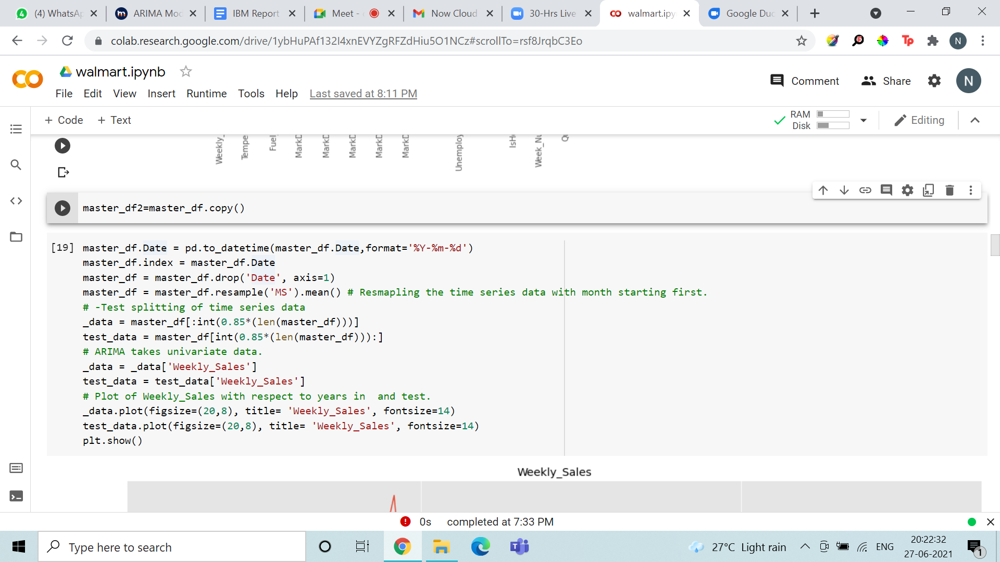 (4) WhatsAp
ARIMA Mod
IBM Report
Meet -
Now Cloud
30-Hrs Live
walmart.ipy
Google Duo
colab.research.google.com/drive/1ybHuPAf132I4xnEVYZgRFZdHiu5O1NCz#scrollTo=rsf8JrqbC3Eo
N
walmart.ipynb
Comment
Share
N
File Edit View Insert Runtime Tools Help Last saved at 8:11 PM
+ Code + Text
RAM
Disk
Editing
Weekly_
Tempe
Fuel
MarkD
MarkD
MarkD
MarkD
MarkD
Unemploy
IsH
Week_Nu
master_df2=master_df.copy()
[19] master_df.Date = pd.to_datetime(master_df.Date,format='%Y-%m-%d')
master_df.index = master_df.Date
master_df = master_df.drop('Date', axis=1)
master_df = master_df.resample('MS').mean() # Resmapling the time series data with month starting first.
# -Test splitting of time series data
_data = master_df[:int(0.85*(len(master_df)))]
test_data = master_df[int(0.85*(len(master_df))):]
# ARIMA takes univariate data.
_data = _data['Weekly_Sales']
test_data = test_data['Weekly_Sales']
# Plot of Weekly_Sales with respect to years in  and test.
_data.plot(figsize=(20,8), title= 'Weekly_Sales', fontsize=14)
test_data.plot(figsize=(20,8), title= 'Weekly_Sales', fontsize=14)
plt.show()
Weekly_Sales
0s completed at 7:33 PM
Type here to search
27°C Light rain
ENG
20:22:32
27-06-2021
1